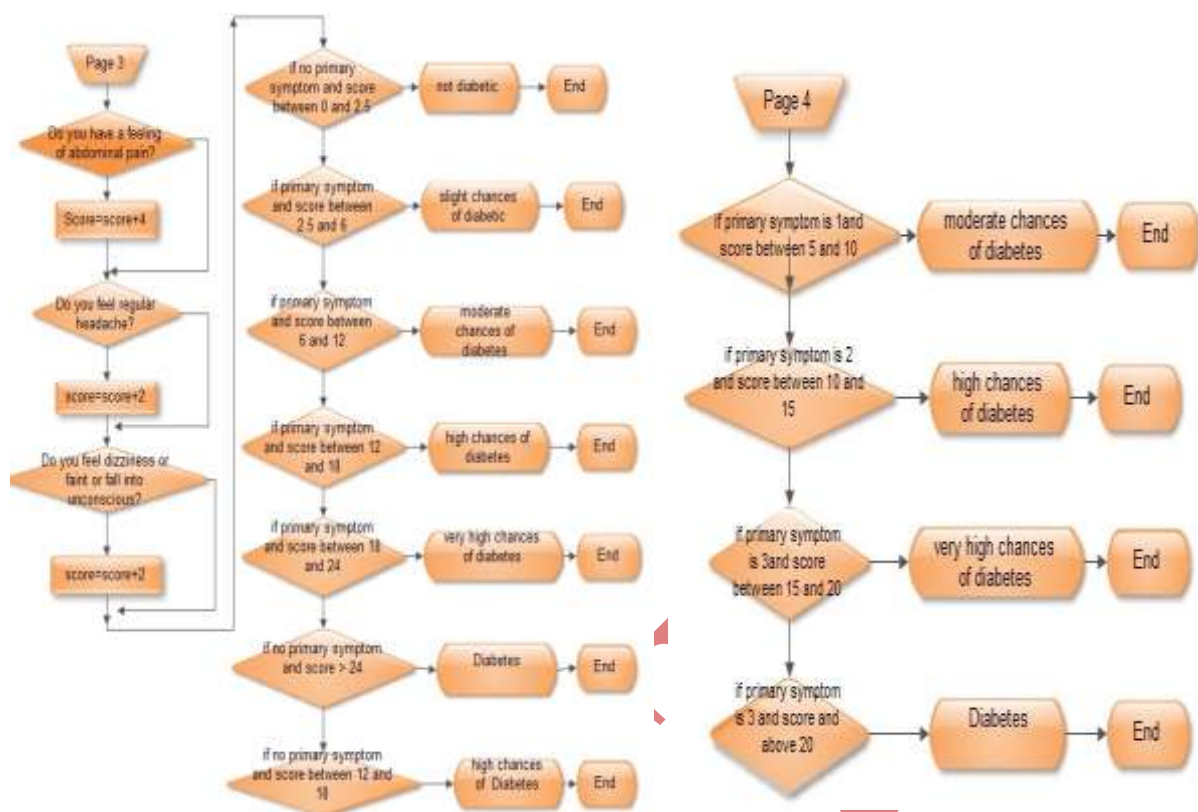 Page 3
Do you have a feeling
of abdominal pain?
Score=score+4
Do you feel regular
headache?
score=score+2
Do you feel dizziness or
faint or fall into
unconscious?
score=score+2
if no primary
symptom and score
between 0 and 2.5
not diabetic
End
if primary symptom
and score between
2.5 and 6
slight chances
of diabetic
End
if primary symptom
and score between
6 and 12
moderate
chances of
diabetes
End
if primary symptom
and score between 12
and 18
high chances of
diabetes
End
if primary symptom
and score between 18
and 24
very high chances
of diabetes
End
if no primary symptom
and score > 24
Diabetes
End
if no primary symptom
and score between 12 and
18
high chances
of Diabetes
End
Page 4
if primary symptom is 1and
score between 5 and 10
moderate chances
of diabetes
End
if primary symptom is 2
and score between 10 and
15
high chances
of diabetes
End
if primary symptom
is 3and score
between 15 and 20
very high chances
of diabetes
End
if primary symptom
is 3 and score and
above 20
Diabetes
End